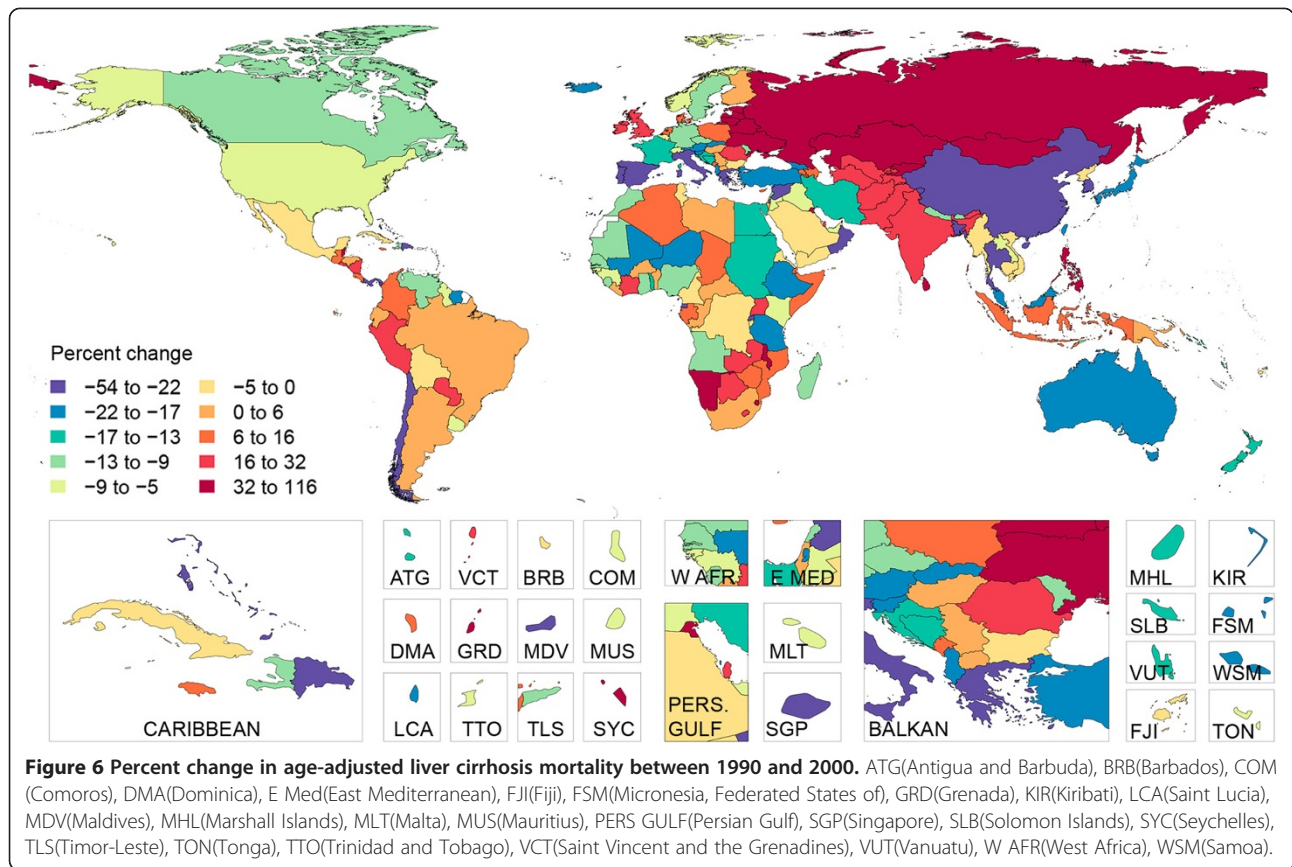 Percent change
−54 to −22
−22 to −17
−17 to −13
−13 to −9
−9 to −5
−5 to 0
0 to 6
6 to 16
16 to 32
32 to 116
CARIBBEAN
ATG
VCT
BRB
COM
DMA
GRD
MDV
MUS
LCA
TTO
TLS
SYC
W AFR
E MED
PERS.
GULF
MLT
SGP
BALKAN
MHL
KIR
SLB
FSM
VUT
WSM
FJI
TON
Figure 6 Percent change in age-adjusted liver cirrhosis mortality between 1990 and 2000. ATG(Antigua and Barbuda), BRB(Barbados), COM
(Comoros), DMA(Dominica), E Med(East Mediterranean), FJI(Fiji), FSM(Micronesia, Federated States of), GRD(Grenada), KIR(Kiribati), LCA(Saint Lucia),
MDV(Maldives), MHL(Marshall Islands), MLT(Malta), MUS(Mauritius), PERS GULF(Persian Gulf), SGP(Singapore), SLB(Solomon Islands), SYC(Seychelles),
TLS(Timor-Leste), TON(Tonga), TTO(Trinidad and Tobago), VCT(Saint Vincent and the Grenadines), VUT(Vanuatu), W AFR(West Africa), WSM(Samoa).